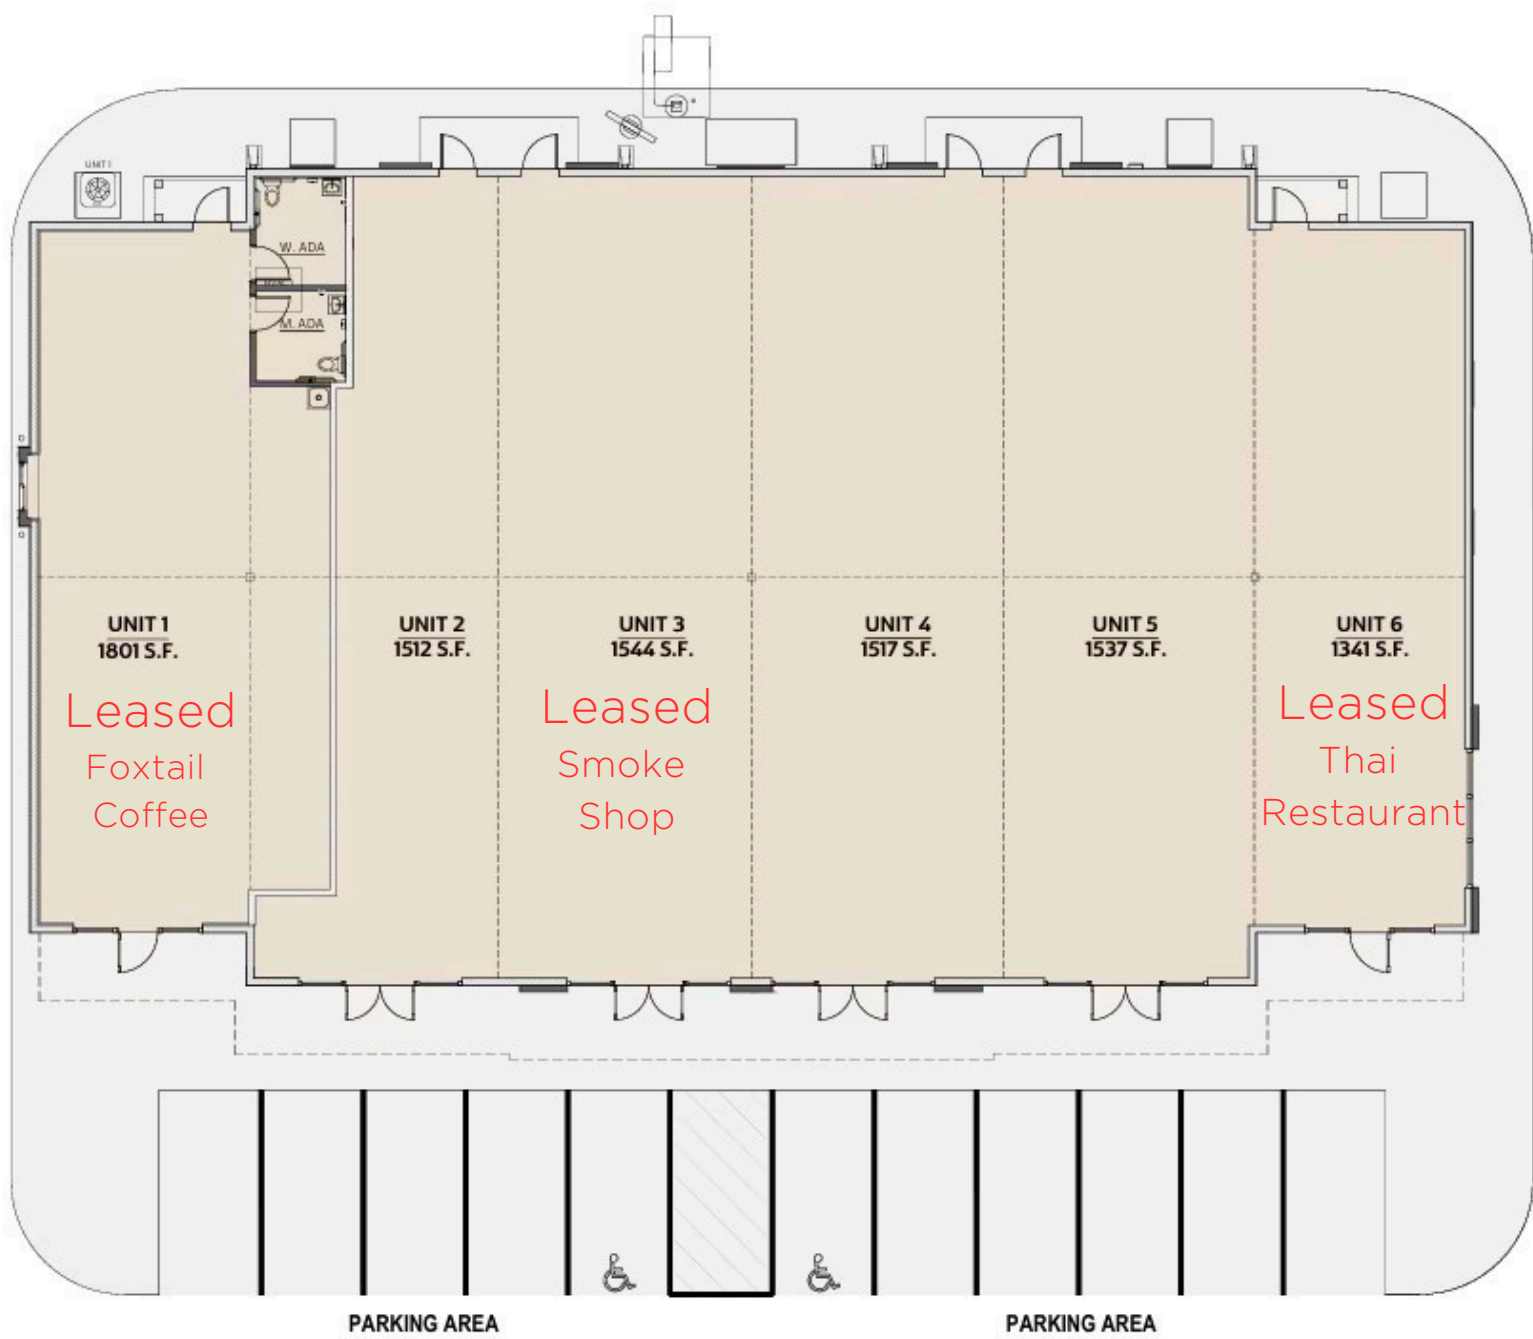 UNIT 1
W. ADA
M. ADA
UNIT 1
1801 S.F.
Leased
Foxtail
Coffee
UNIT 2
1512 S.F.
UNIT 3
1544 S.F.
Leased
Smoke
Shop
UNIT 4
1517 S.F.
UNIT 5
1537 S.F.
UNIT 6
1341 S.F.
Leased
Thai
Restaurant
PARKING AREA
PARKING AREA